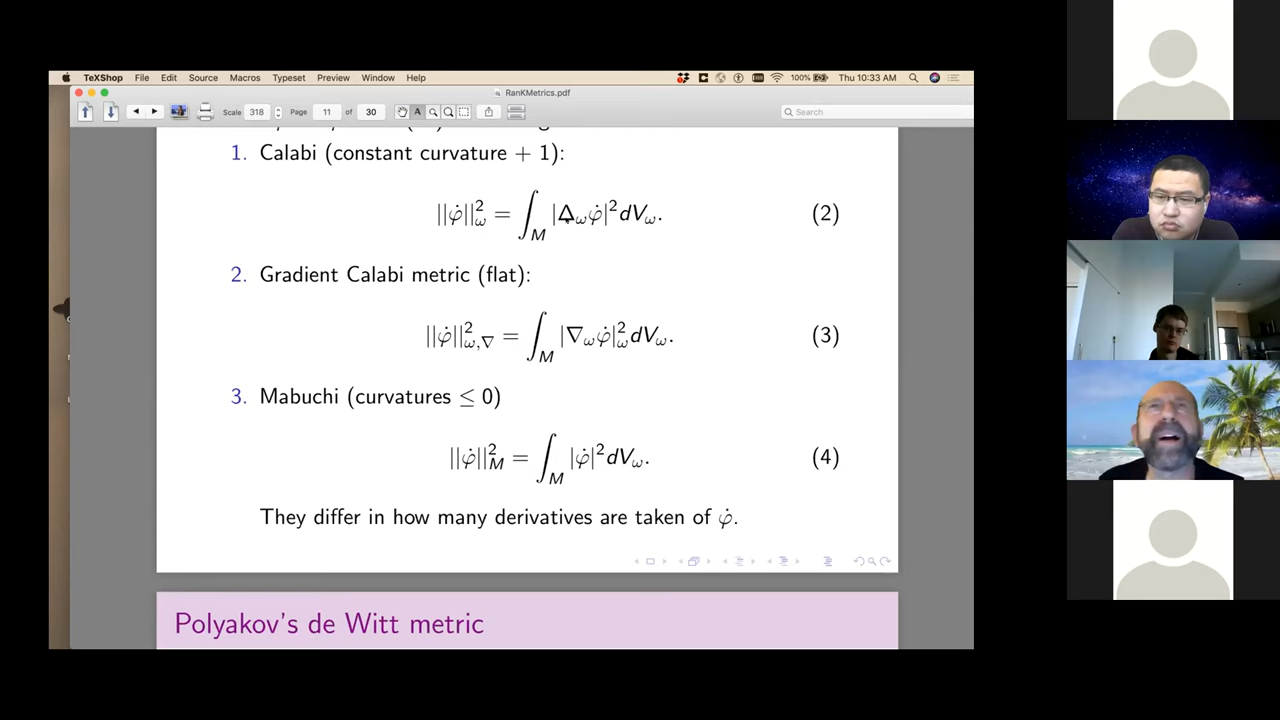 TeXShop File Edit Source Macros Typeset Preview Window Help 100% Thu 10:33 AM
RanKMetrics.pdf
Scale 318 Page 11 of 30 Search
1. Calabi (constant curvature + 1):
||φ̇||²_ω = ∫_M |Δ_ω φ̇|² dV_ω. (2)
2. Gradient Calabi metric (flat):
||φ̇||²_{ω,∇} = ∫_M |∇_ω φ̇|²_ω dV_ω. (3)
3. Mabuchi (curvatures ≤ 0)
||φ̇||²_M = ∫_M |φ̇|² dV_ω. (4)
They differ in how many derivatives are taken of φ̇.
Polyakov's de Witt metric